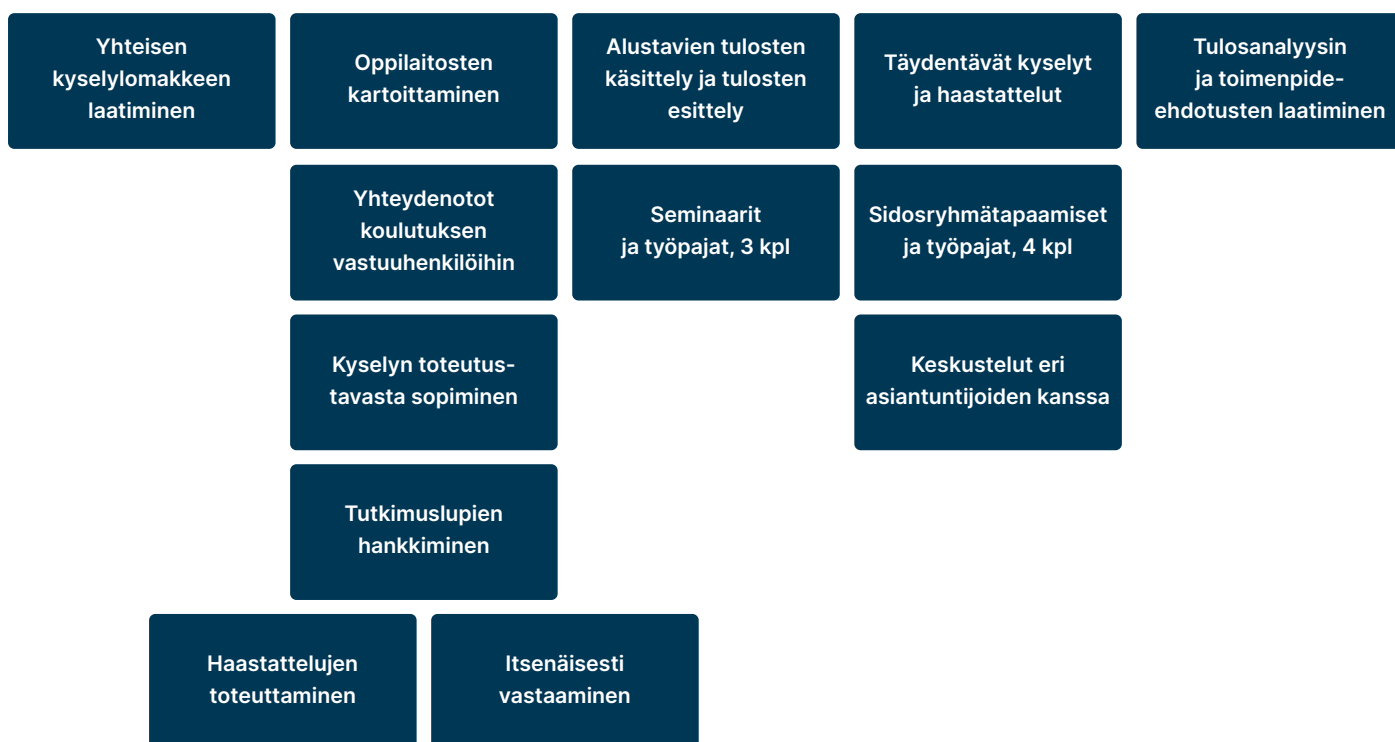 Yhteisen
kyselylomakkeen
laatiminen
Oppilaitosten
kartoittaminen
Alustavien tulosten
käsittely ja tulosten
esittely
Täydentävät kyselyt
ja haastattelut
Tulosanalyysin
ja toimenpide-
ehdotusten laatiminen
Yhteydenotot
koulutuksen
vastuuhenkilöihin
Seminaarit
ja työpajat, 3 kpl
Sidosryhmätapaamiset
ja työpajat, 4 kpl
Kyselyn toteutus-
tavasta sopiminen
Keskustelut eri
asiantuntijoiden kanssa
Tutkimuslupien
hankkiminen
Haastattelujen
toteuttaminen
Itsenäisesti
vastaaminen